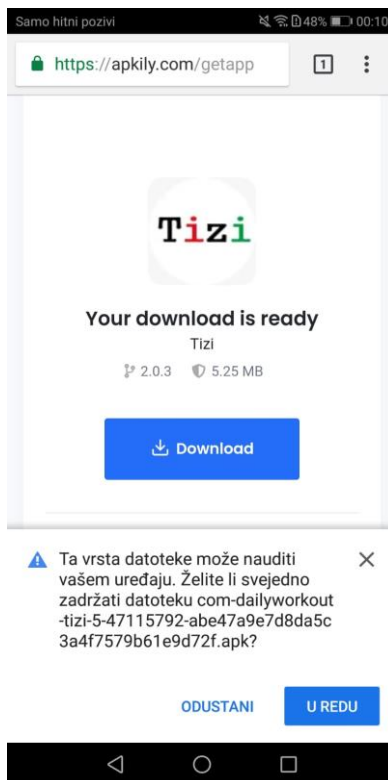 Samo hitni pozivi 48% 00:10
https://apkily.com/getapp 1
Tizi
Your download is ready
Tizi
2.0.3 5.25 MB
Download
Ta vrsta datoteke može nauditi
vašem uređaju. Želite li svejedno
zadržati datoteku com-dailyworkout
-tizi-5-47115792-abe47a9e7d8da5c
3a4f7579b61e9d72f.apk?
ODUSTANI U REDU